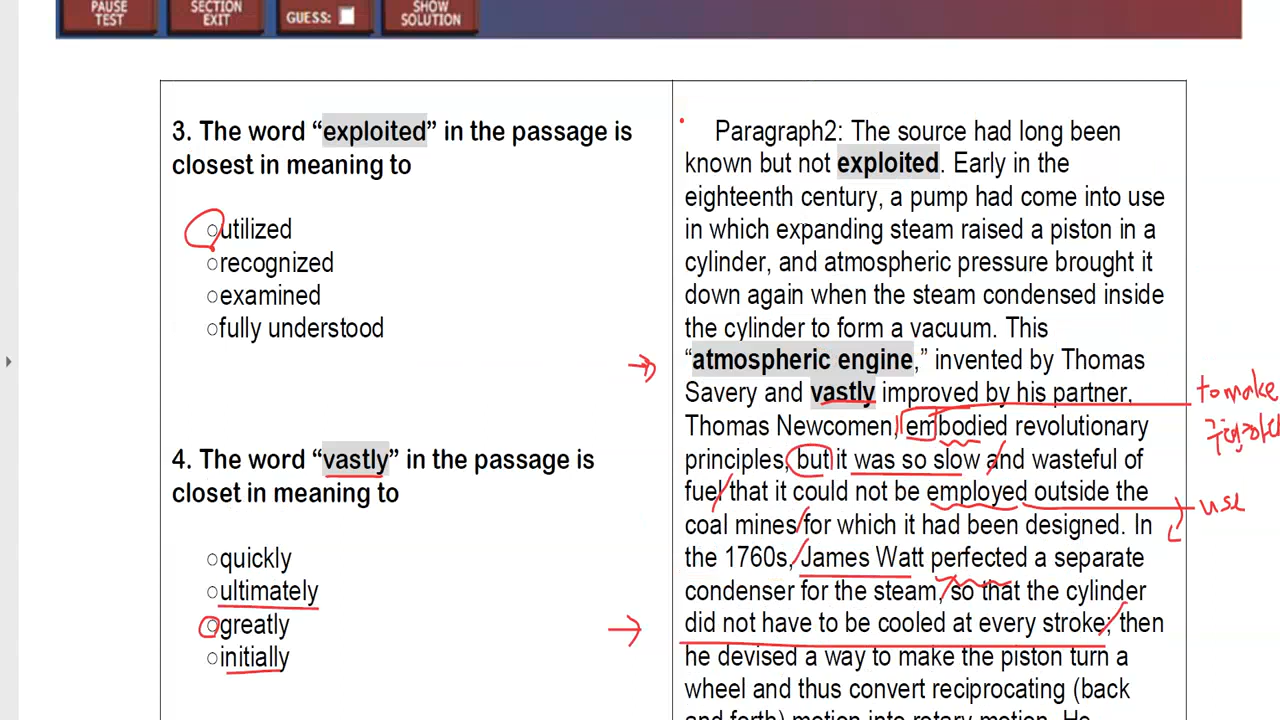 PAUSE
TEST
SECTION
EXIT
GUESS:
SHOW
SOLUTION
3. The word “exploited” in the passage is
closest in meaning to
utilized
recognized
examined
fully understood
4. The word “vastly” in the passage is
closet in meaning to
quickly
ultimately
greatly
initially
Paragraph2: The source had long been
known but not exploited. Early in the
eighteenth century, a pump had come into use
in which expanding steam raised a piston in a
cylinder, and atmospheric pressure brought it
down again when the steam condensed inside
the cylinder to form a vacuum. This
“atmospheric engine,” invented by Thomas
Savery and vastly improved by his partner,
Thomas Newcomen, embodied revolutionary
principles, but it was so slow and wasteful of
fuel that it could not be employed outside the
coal mines for which it had been designed. In
the 1760s, James Watt perfected a separate
condenser for the steam, so that the cylinder
did not have to be cooled at every stroke; then
he devised a way to make the piston turn a
wheel and thus convert reciprocating (back
and forth) motion into rotary motion. He
to make
use